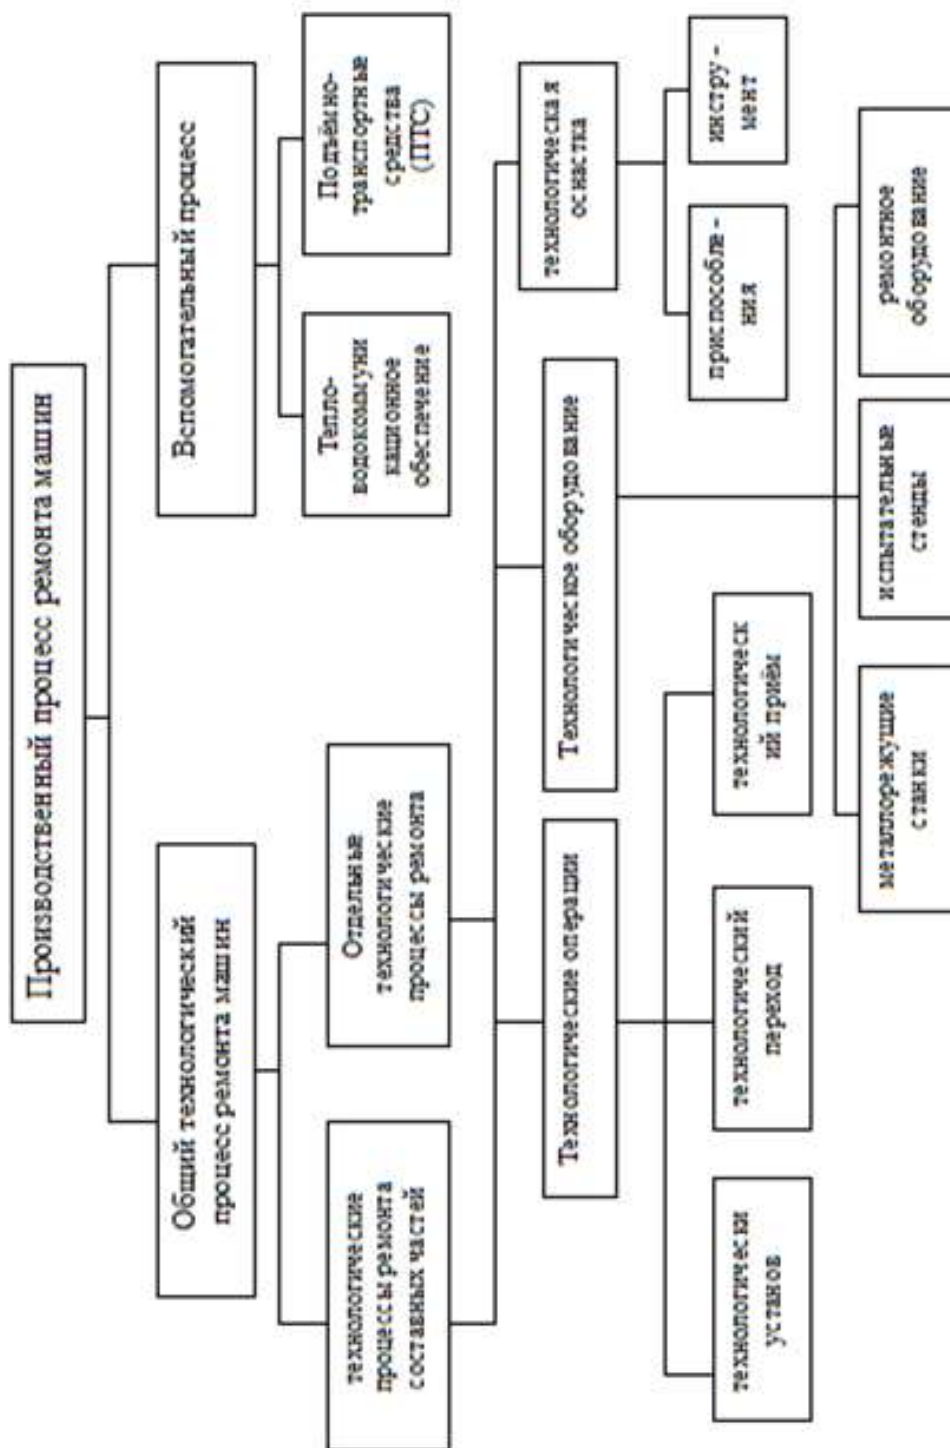 Производственный процесс ремонта машин
Общий технологический
процесс ремонта машин
Вспомогательный процесс
технологические
процессы ремонта
составных частей
Отдельные
технологические
процессы ремонта
Тепло-
водокоммуни
кационное
обеспечение
Подъёмно-
транспортные
средства
(ППС)
Технологические операции
Технологическое оборудование
технологическа я
оснастка
технологически
установ
технологический
переход
технологическ
ий приём
приспособле -
ния
инстру -
мент
металлорежущие
станки
испытательные
стенды
ремонтное
оборудование